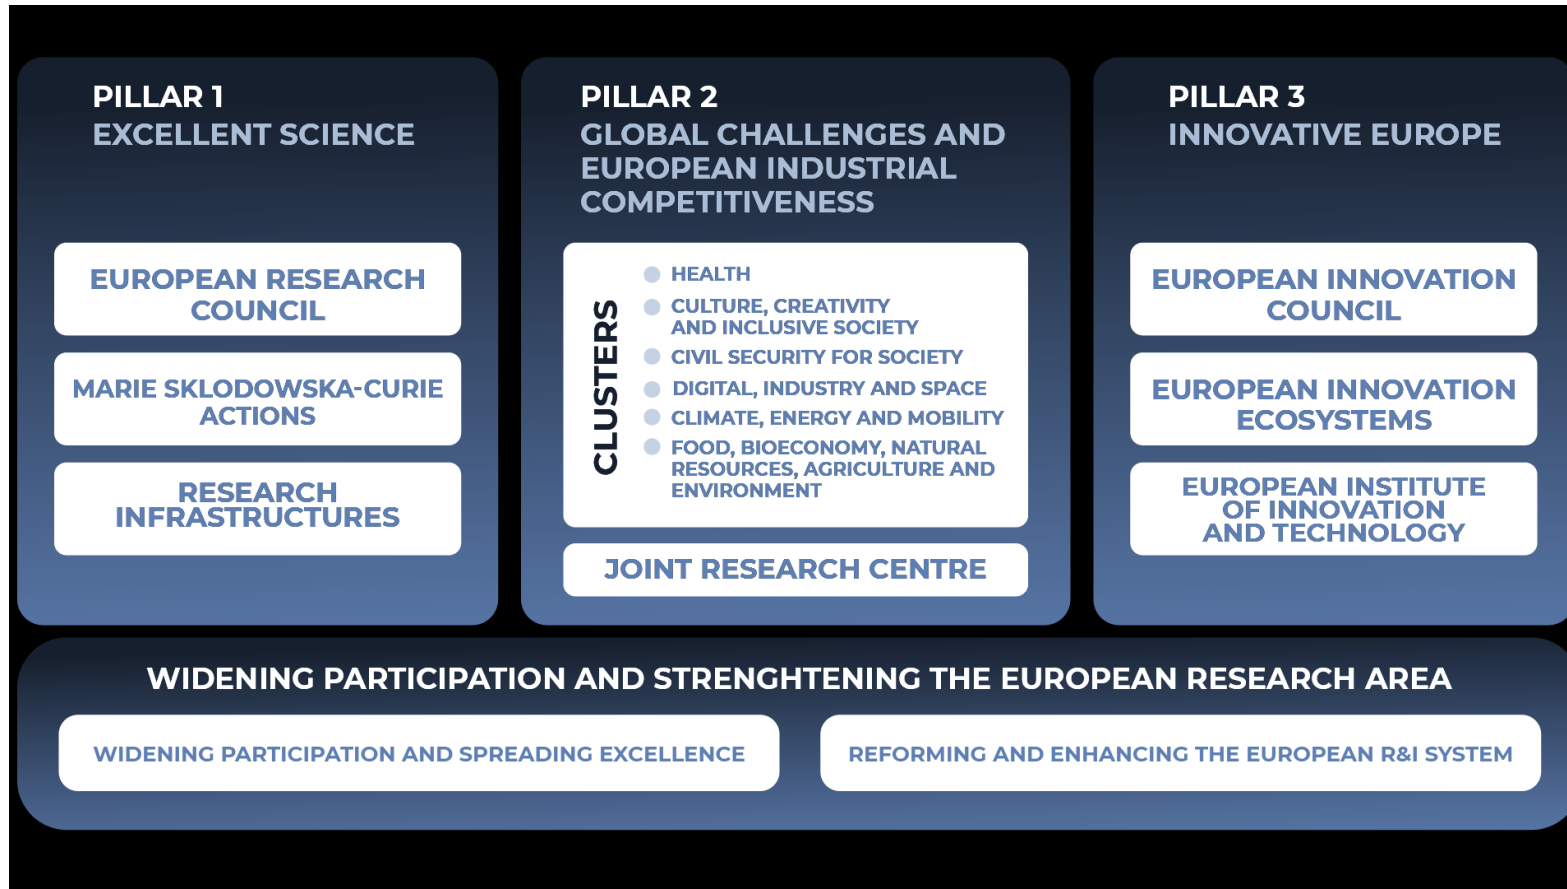 PILLAR 1
EXCELLENT SCIENCE
EUROPEAN RESEARCH
COUNCIL
MARIE SKLODOWSKA-CURIE
ACTIONS
RESEARCH
INFRASTRUCTURES
PILLAR 2
GLOBAL CHALLENGES AND
EUROPEAN INDUSTRIAL
COMPETITIVENESS
CLUSTERS
HEALTH
CULTURE, CREATIVITY
AND INCLUSIVE SOCIETY
CIVIL SECURITY FOR SOCIETY
DIGITAL, INDUSTRY AND SPACE
CLIMATE, ENERGY AND MOBILITY
FOOD, BIOECONOMY, NATURAL
RESOURCES, AGRICULTURE AND
ENVIRONMENT
JOINT RESEARCH CENTRE
PILLAR 3
INNOVATIVE EUROPE
EUROPEAN INNOVATION
COUNCIL
EUROPEAN INNOVATION
ECOSYSTEMS
EUROPEAN INSTITUTE
OF INNOVATION
AND TECHNOLOGY
WIDENING PARTICIPATION AND STRENGHTENING THE EUROPEAN RESEARCH AREA
WIDENING PARTICIPATION AND SPREADING EXCELLENCE
REFORMING AND ENHANCING THE EUROPEAN R&I SYSTEM